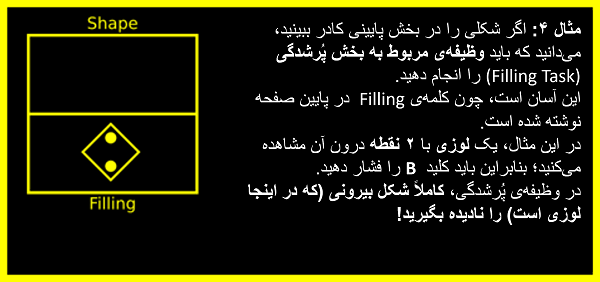 Shape
Filling
مثال ۴: اگر شکلی را در بخش پایینی کادر ببینید،
می‌دانید که باید وظیفه‌ی مربوط به بخش پُرشدگی
(Filling Task) را انجام دهید.
این آسان است، چون کلمه‌ی Filling در پایین صفحه
نوشته شده است.
در این مثال، یک لوزی با ۲ نقطه درون آن مشاهده
می‌کنید؛ بنابراین باید کلید B را فشار دهید.
در وظیفه‌ی پُرشدگی، کاملاً شکل بیرونی (که در اینجا
لوزی است) را نادیده بگیرید!